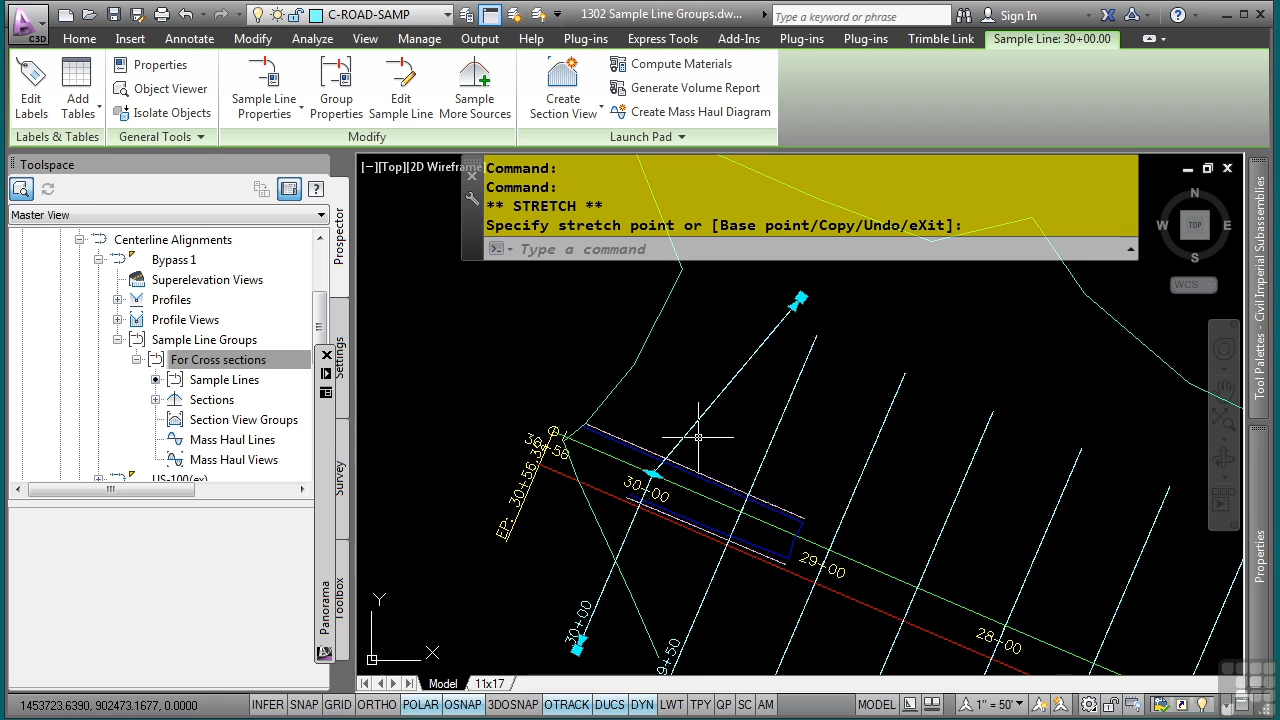 C3D
C-ROAD-SAMP
1302 Sample Line Groups.dw...
Type a keyword or phrase
Sign In
Home Insert Annotate Modify Analyze View Manage Output Help Plug-ins Express Tools Plug-ins Add-Ins Plug-ins Plug-ins Trimble Link Sample Line: 30+00.00
Edit Labels
Add Tables
Properties
Object Viewer
Isolate Objects
Sample Line Properties
Group Properties
Edit Sample Line
Sample More Sources
Create Section View
Compute Materials
Generate Volume Report
Create Mass Haul Diagram
Labels & Tables
General Tools
Modify
Launch Pad
Toolspace
Master View
Centerline Alignments
Bypass 1
Superelevation Views
Profiles
Profile Views
Sample Line Groups
For Cross sections
Sample Lines
Sections
Section View Groups
Mass Haul Lines
Mass Haul Views
US-100(ex)
Prospector
Settings
Survey
Toolbox
Panorama
[−][Top][2D Wireframe
Command:
Command:
** STRETCH **
Specify stretch point or [Base point/Copy/Undo/eXit]:
Type a command
N
W
TOP
E
S
WCS
Tool Palettes - Civil Imperial Subassemblies
Properties
30+00
29+00
28+00
30+00
9+50
Y
X
Model
11x17
1453723.6390, 902473.1677, 0.0000
INFER SNAP GRID ORTHO POLAR OSNAP 3DOSNAP OTRACK DUCS DYN LWT TPY QP SC AM
MODEL
1" = 50'